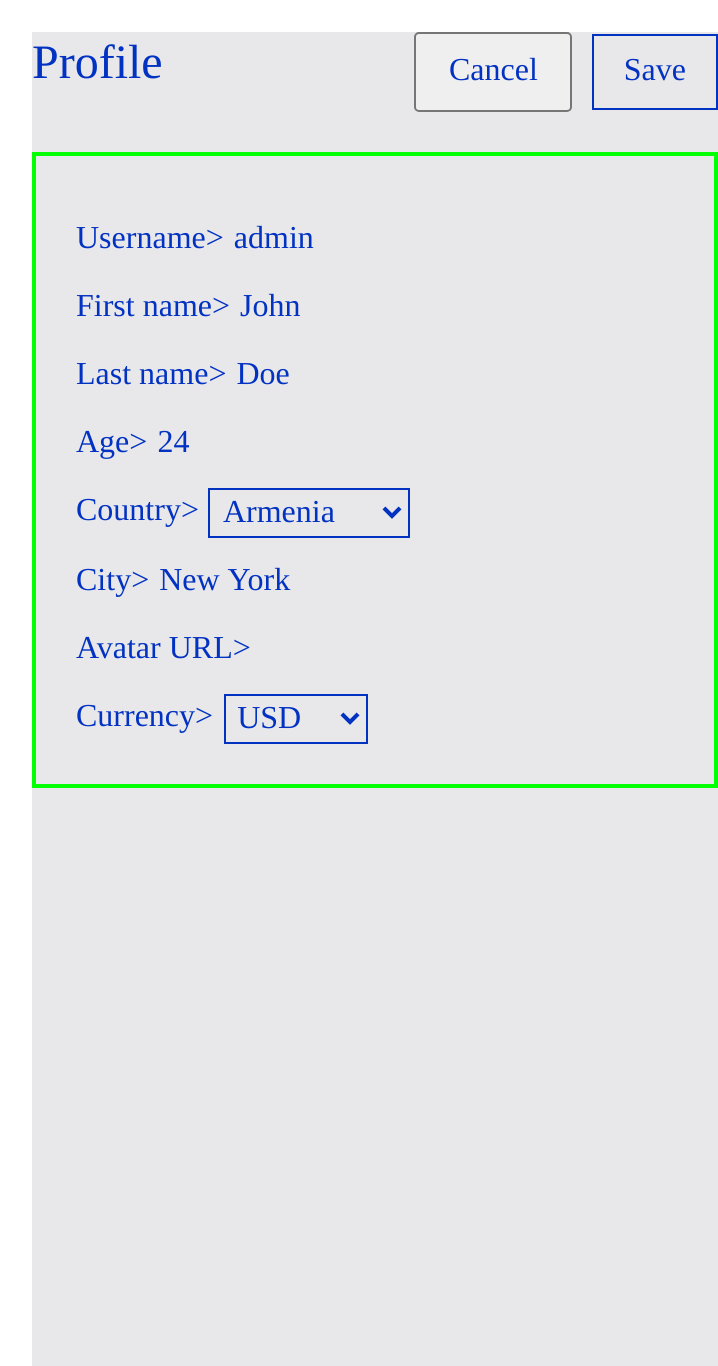 Profile Cancel Save
Username> admin
First name> John
Last name> Doe
Age> 24
Country> Armenia
City> New York
Avatar URL>
Currency> USD